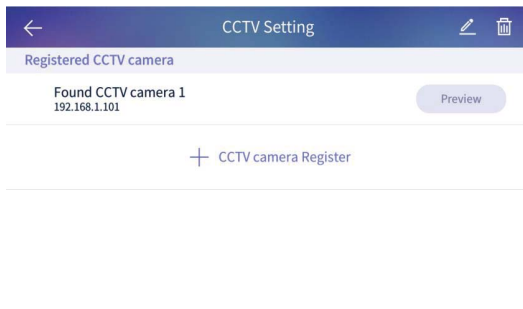 CCTV Setting
Registered CCTV camera
Found CCTV camera 1
192.168.1.101
Preview
CCTV camera Register